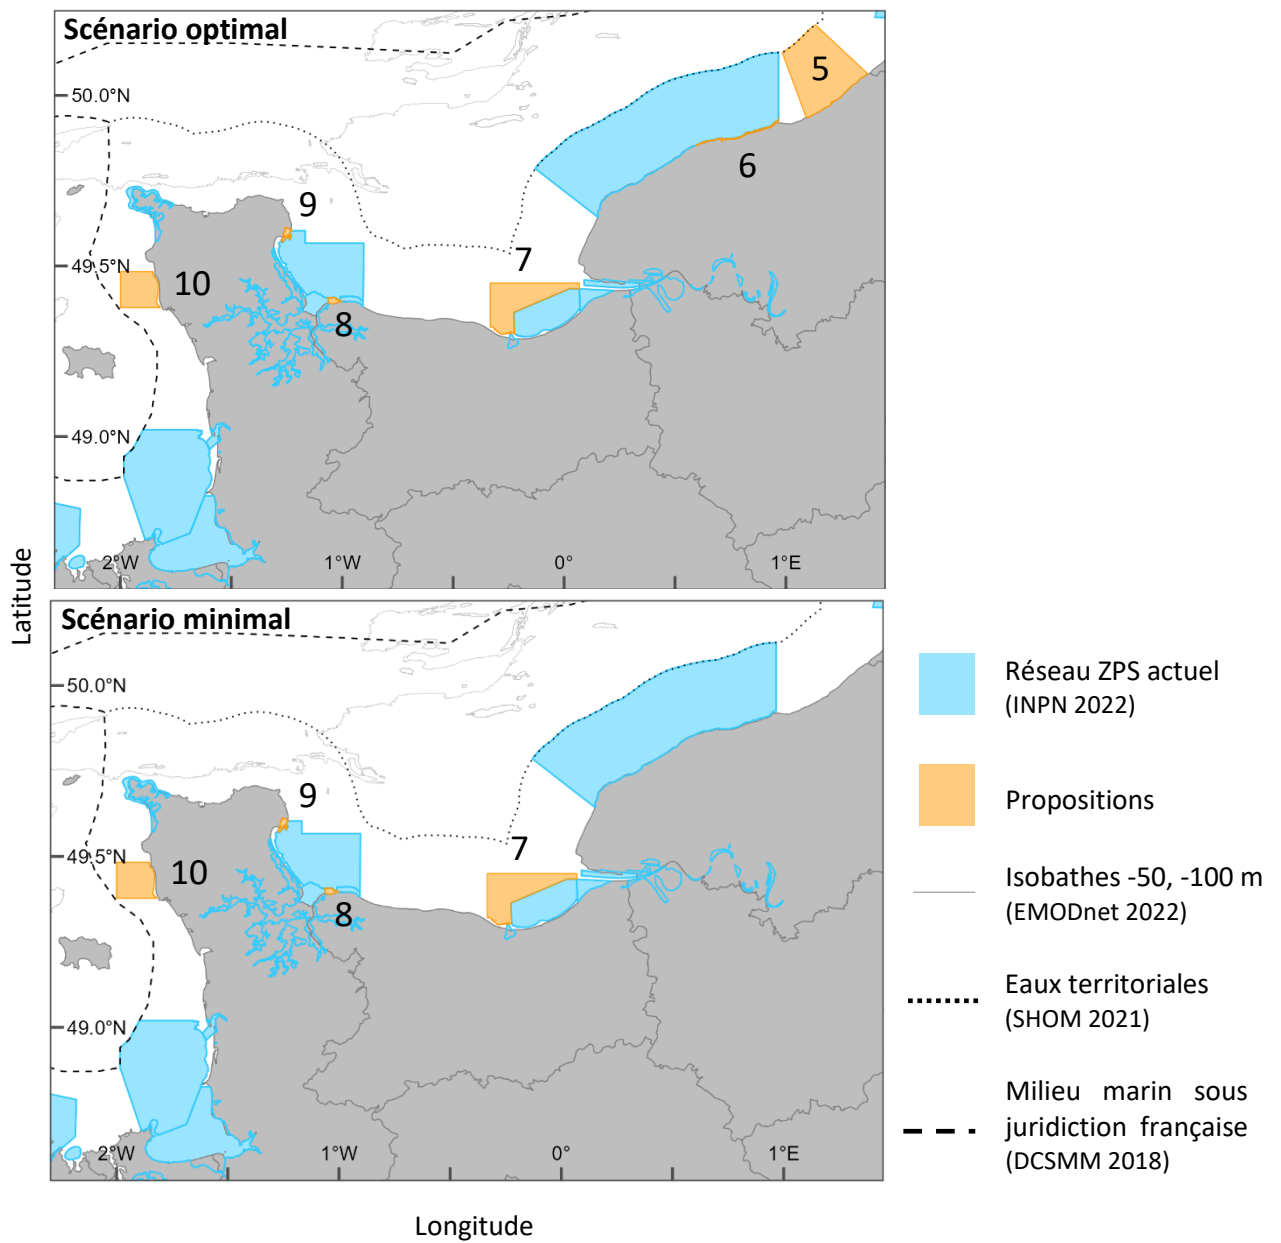 Scénario optimal
5
50.0°N
6
9
7
49.5°N
10
8
49.0°N
2°W
1°W
0°
1°E
Latitude
Scénario minimal
50.0°N
9
7
49.5°N
10
8
49.0°N
2°W
1°W
0°
1°E
Longitude
Réseau ZPS actuel
(INPN 2022)
Propositions
Isobathes -50, -100 m
(EMODnet 2022)
Eaux territoriales
(SHOM 2021)
Milieu marin sous
juridiction française
(DCSMM 2018)